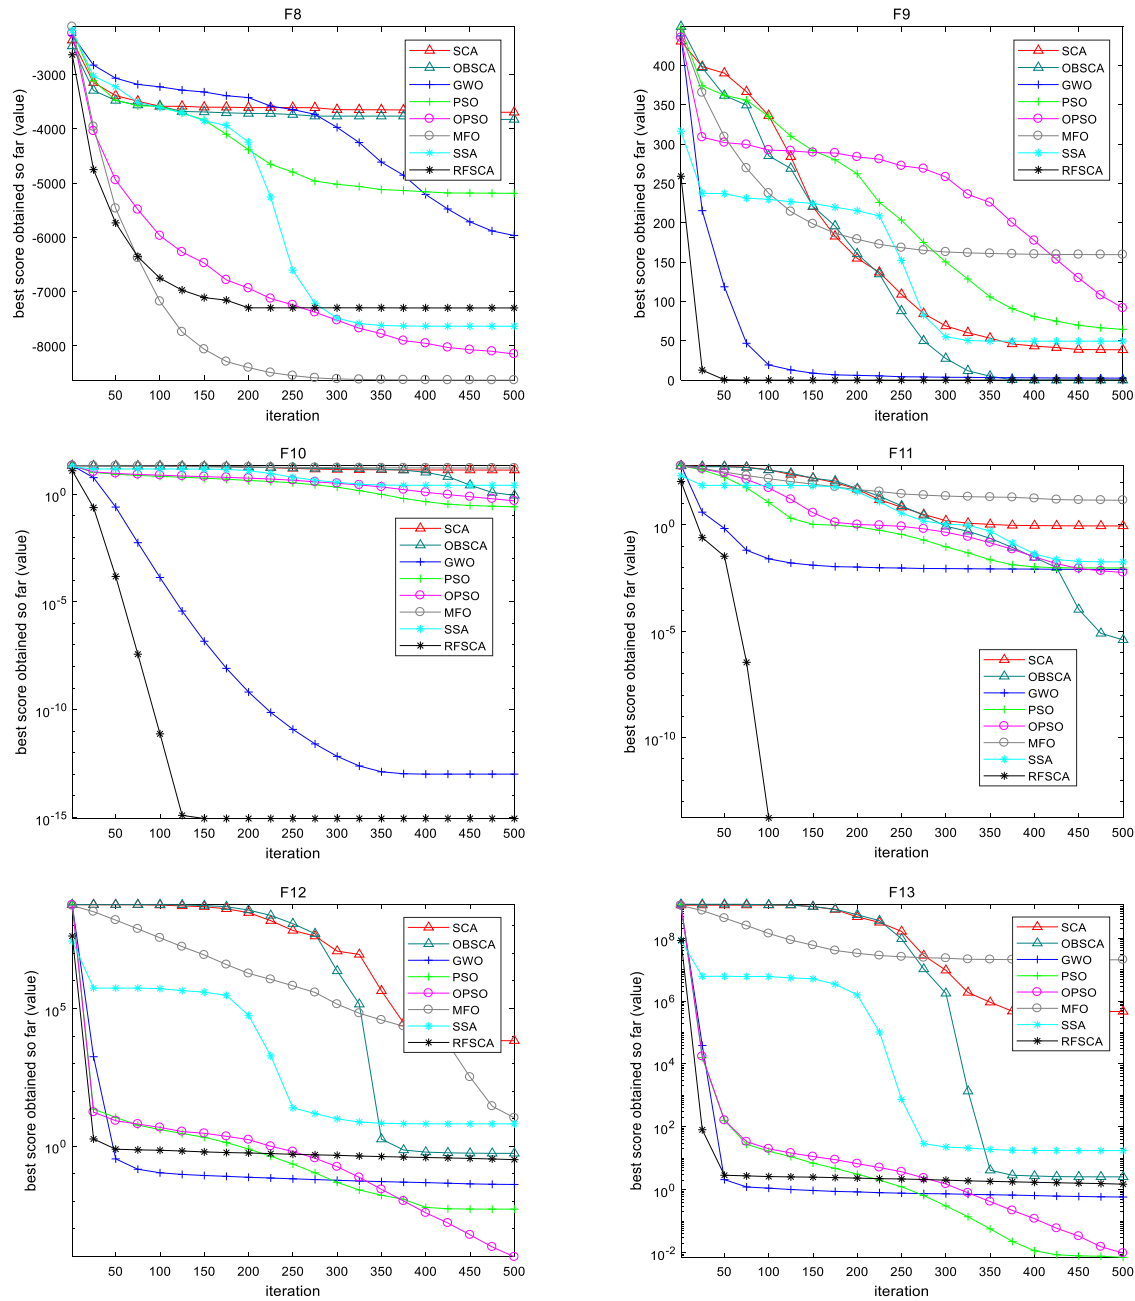 F8
best score obtained so far (value)
-3000
-4000
-5000
-6000
-7000
-8000
SCA
OBSCA
GWO
PSO
OPSO
MFO
SSA
RFSCA
50 100 150 200 250 300 350 400 450 500
iteration
F9
best score obtained so far (value)
400
350
300
250
200
150
100
50
0
SCA
OBSCA
GWO
PSO
OPSO
MFO
SSA
RFSCA
50 100 150 200 250 300 350 400 450 500
iteration
F10
best score obtained so far (value)
10^0
10^-5
10^-10
10^-15
SCA
OBSCA
GWO
PSO
OPSO
MFO
SSA
RFSCA
50 100 150 200 250 300 350 400 450 500
iteration
F11
best score obtained so far (value)
10^0
10^-5
10^-10
SCA
OBSCA
GWO
PSO
OPSO
MFO
SSA
RFSCA
50 100 150 200 250 300 350 400 450 500
iteration
F12
best score obtained so far (value)
10^5
10^0
SCA
OBSCA
GWO
PSO
OPSO
MFO
SSA
RFSCA
50 100 150 200 250 300 350 400 450 500
iteration
F13
best score obtained so far (value)
10^8
10^6
10^4
10^2
10^0
10^-2
SCA
OBSCA
GWO
PSO
OPSO
MFO
SSA
RFSCA
50 100 150 200 250 300 350 400 450 500
iteration